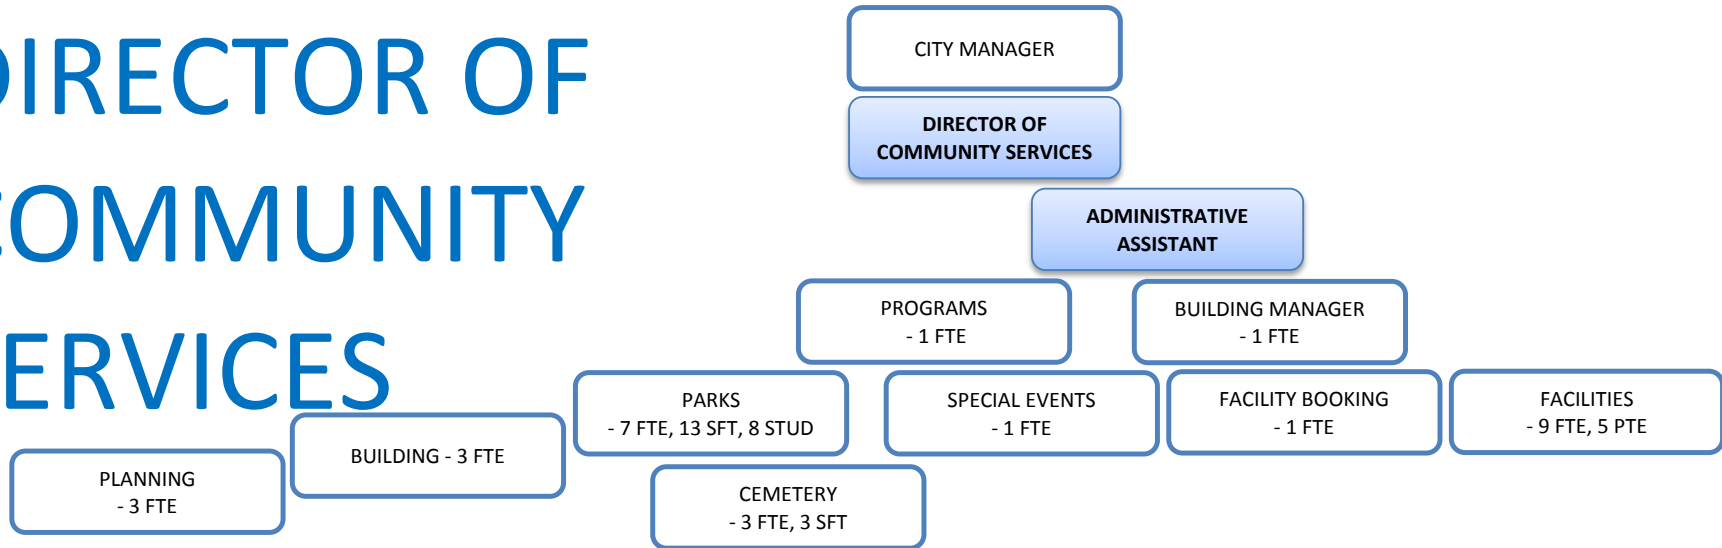 DIRECTOR OF
COMMUNITY
ERVICES
CITY MANAGER
DIRECTOR OF
COMMUNITY SERVICES
ADMINISTRATIVE
ASSISTANT
PROGRAMS
- 1 FTE
BUILDING MANAGER
- 1 FTE
PARKS
- 7 FTE, 13 SFT, 8 STUD
SPECIAL EVENTS
- 1 FTE
FACILITY BOOKING
- 1 FTE
FACILITIES
- 9 FTE, 5 PTE
BUILDING - 3 FTE
PLANNING
- 3 FTE
CEMETERY
- 3 FTE, 3 SFT